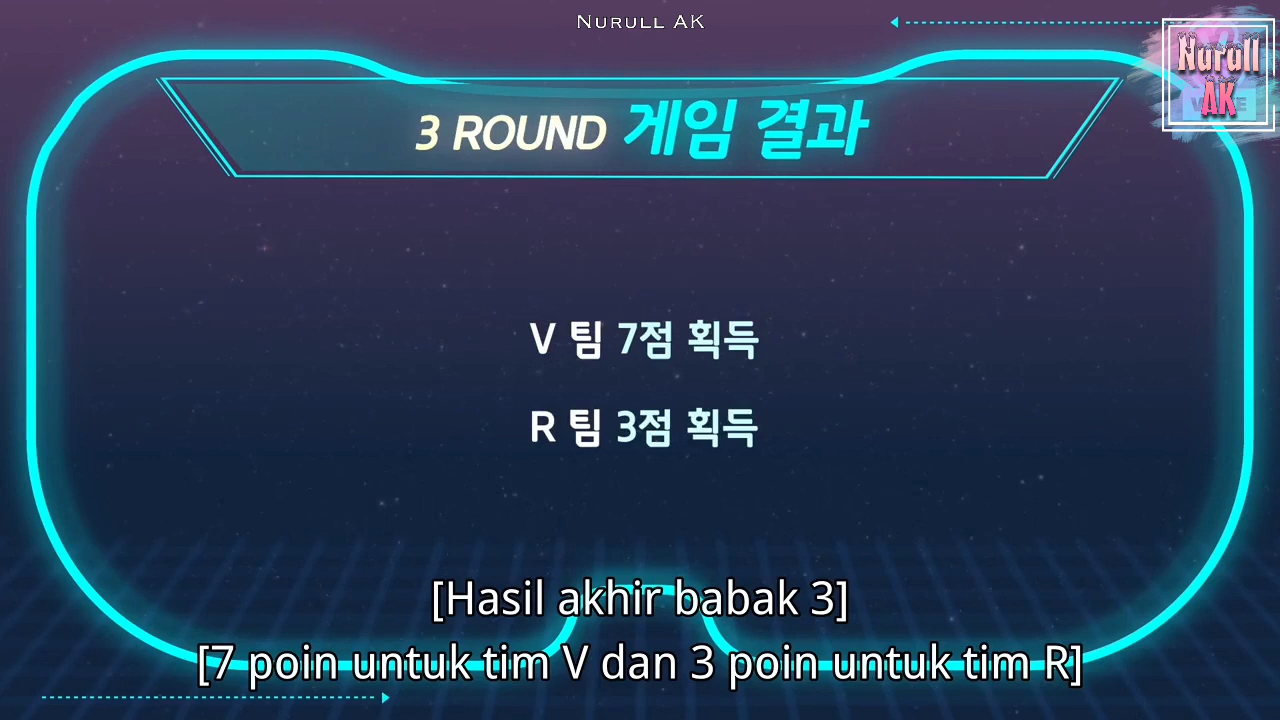 Nurull AK
Nurull
AK
3 ROUND 게임 결과
V 팀 7점 획득
R 팀 3점 획득
[Hasil akhir babak 3]
[7 poin untuk tim V dan 3 poin untuk tim R]